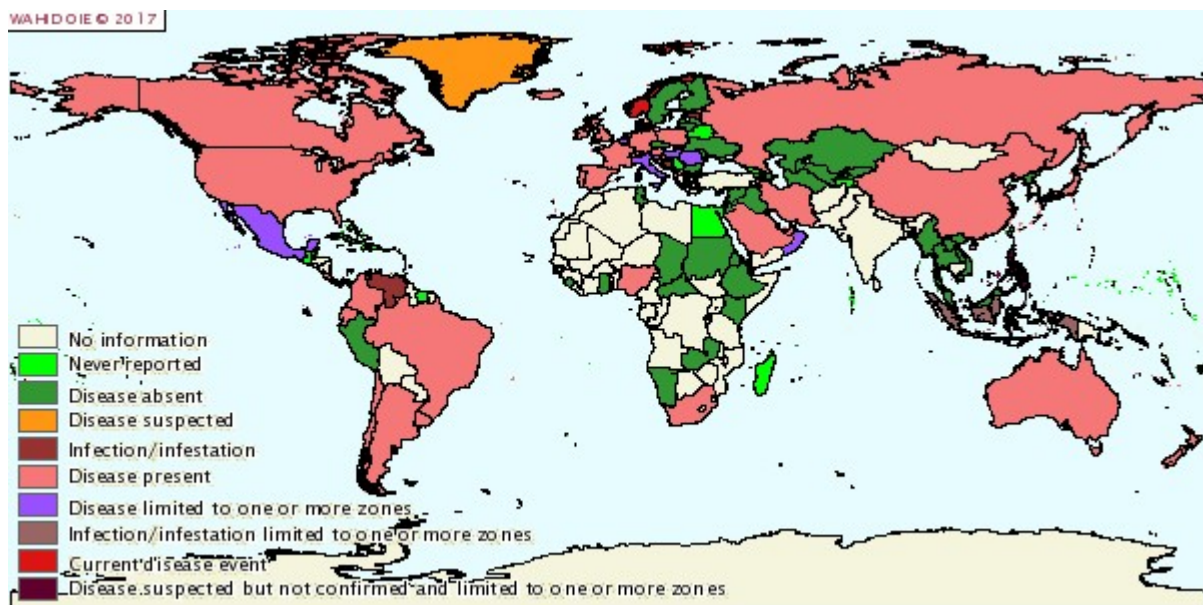 WAHIDOIE © 2017
No information
Never reported
Disease absent
Disease suspected
Infection/infestation
Disease present
Disease limited to one or more zones
Infection/infestation limited to one or more zones
Current disease event
Disease suspected but not confirmed and limited to one or more zones